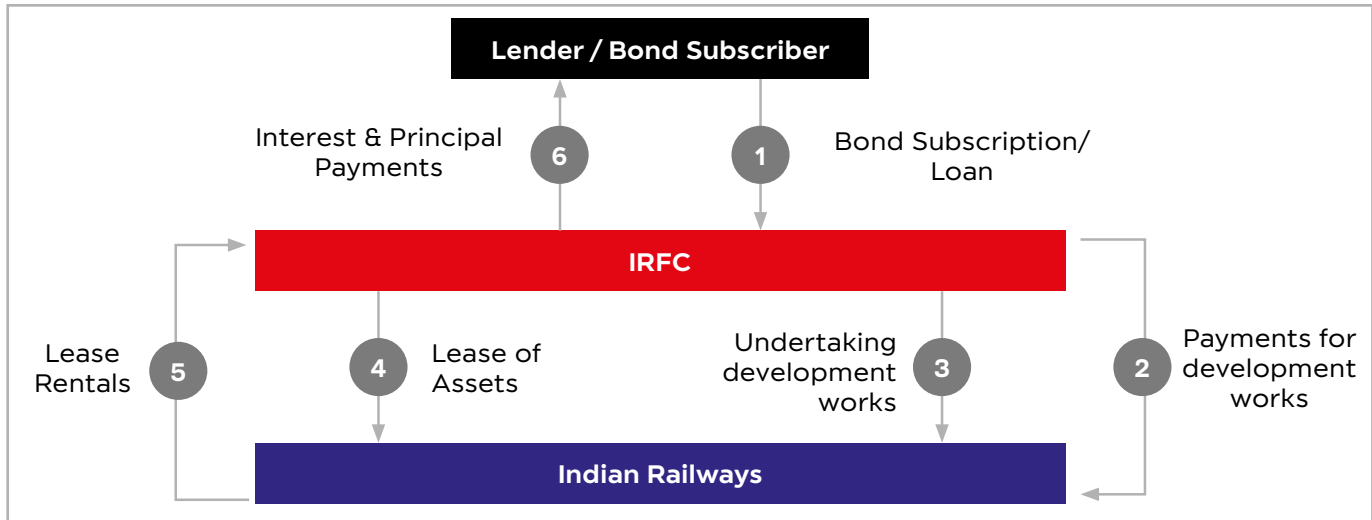 Lender / Bond Subscriber
Interest & Principal
Payments
6
1
Bond Subscription/
Loan
IRFC
Lease
Rentals
5
4
Lease of
Assets
Undertaking
development
works
3
2
Payments for
development
works
Indian Railways